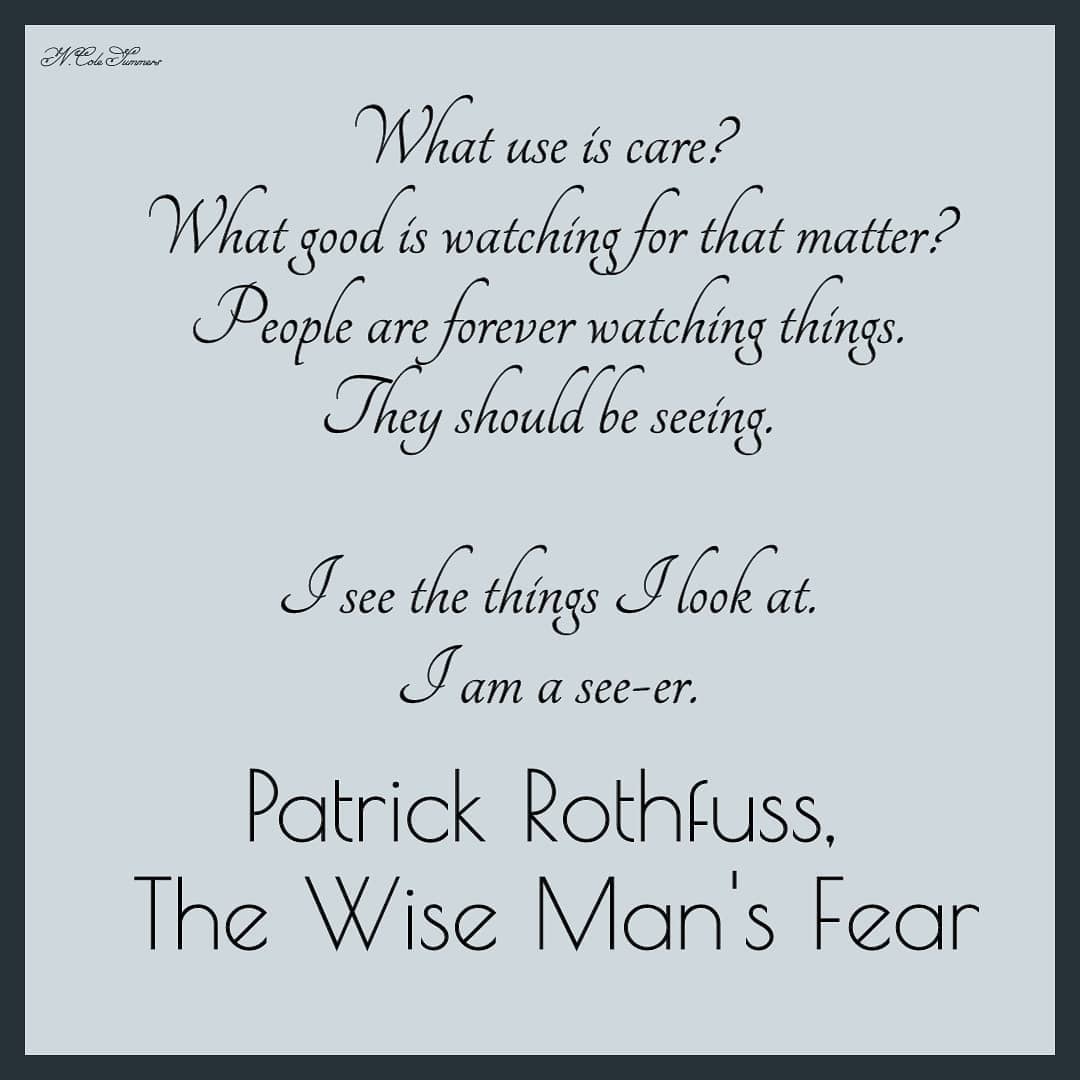 N. Cole Summers
What use is care?
What good is watching for that matter?
People are forever watching things.
They should be seeing.
I see the things I look at.
I am a see-er.
Patrick Rothfuss,
The Wise Man's Fear